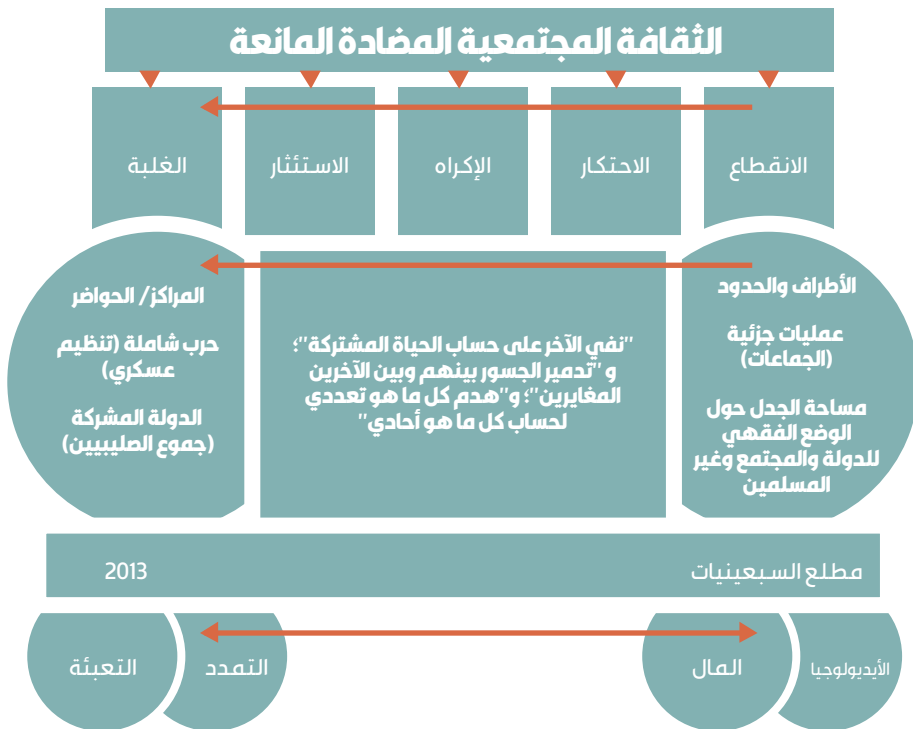 الثقافة المجتمعية المضادة المانعة
الانقطاع
الاحتكار
الإكراه
الاستئثار
الغلبة
الأطراف والحدود
عمليات جزئية
(الجماعات)
مساحة الجدل حول
الوضع الفقهي
للدولة والمجتمع وغير
المسلمين
"نفي الآخر على حساب الحياة المشتركة"؛
و "تدمير الجسور بينهم وبين الآخرين
المغايرين"؛ و"هدم كل ما هو تعددي
لحساب كل ما هو أحادي"
المراكز/ الحواضر
حرب شاملة (تنظيم
عسكري)
الدولة المشركة
(جموع الصليبيين)
مطلع السبعينيات
2013
الأيديولوجيا
المال
التمدد
التعبئة